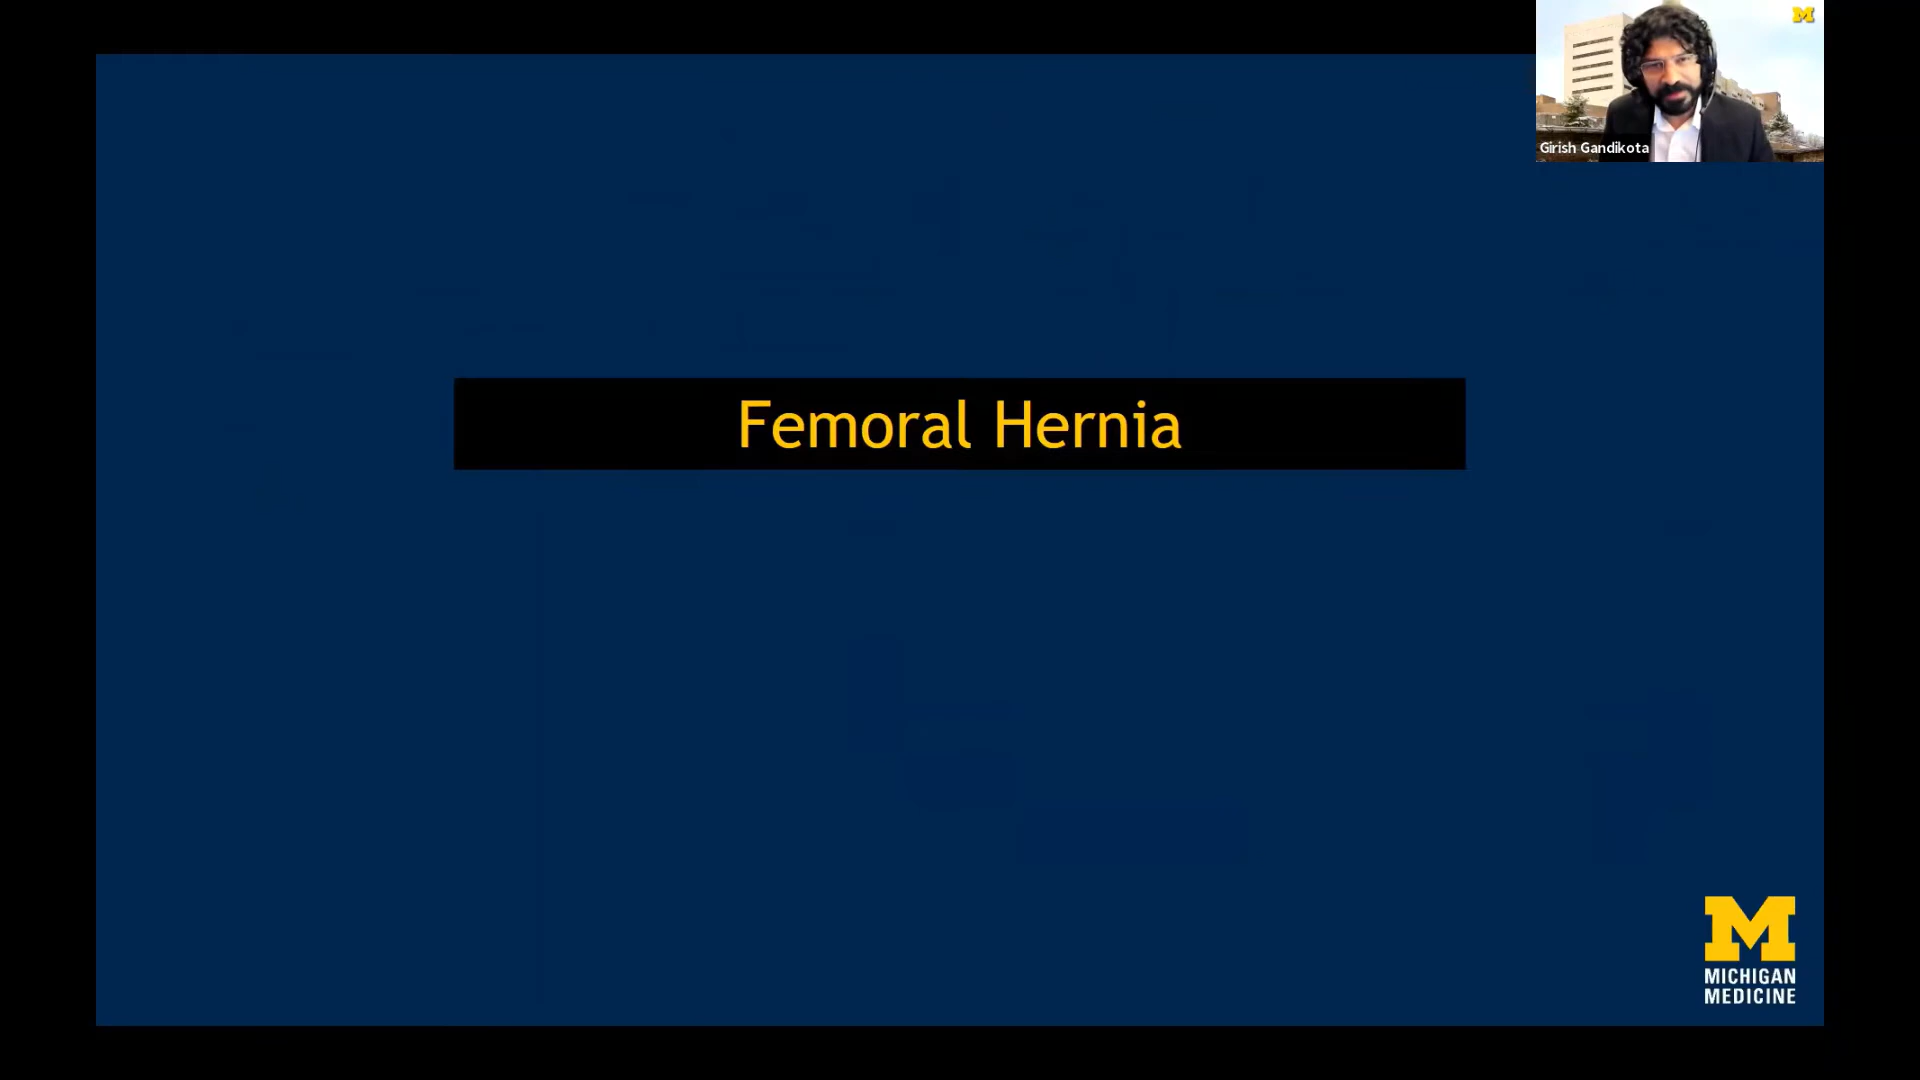 M
Girish Gandikota
Femoral Hernia
M
MICHIGAN
MEDICINE